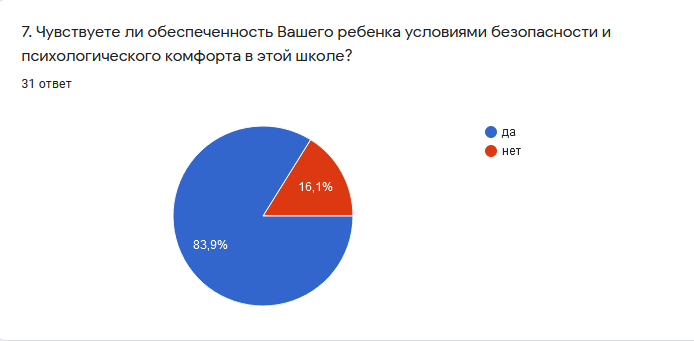 7. Чувствуете ли обеспеченность Вашего ребенка условиями безопасности и
психологического комфорта в этой школе?
31 ответ
да
нет
16,1%
83,9%